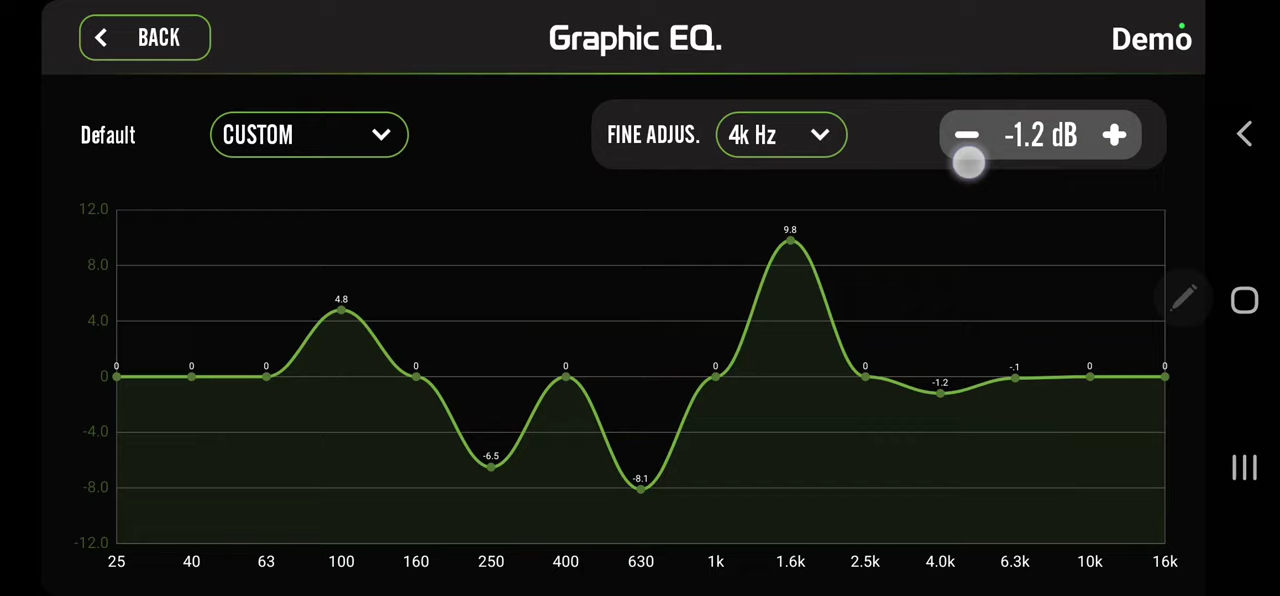 BACK
Graphic EQ.
Demo
Default
CUSTOM
FINE ADJUS.
4k Hz
-1.2 dB
12.0
8.0
4.0
0
-4.0
-8.0
-12.0
0 0 0 4.8 0 -6.5 0 -8.1 0 9.8 0 -1.2 -.1 0 0
25 40 63 100 160 250 400 630 1k 1.6k 2.5k 4.0k 6.3k 10k 16k